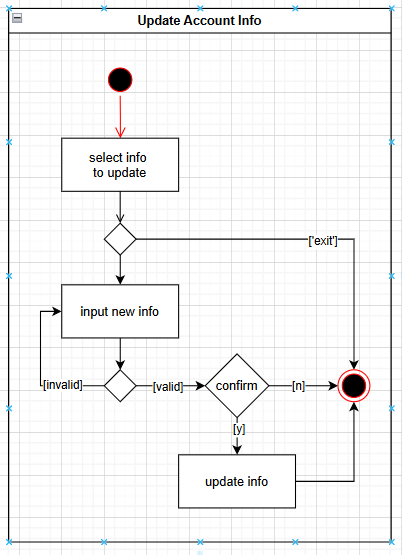 Update Account Info
select info
to update
['exit']
input new info
[invalid]
[valid]
confirm
[n]
[y]
update info